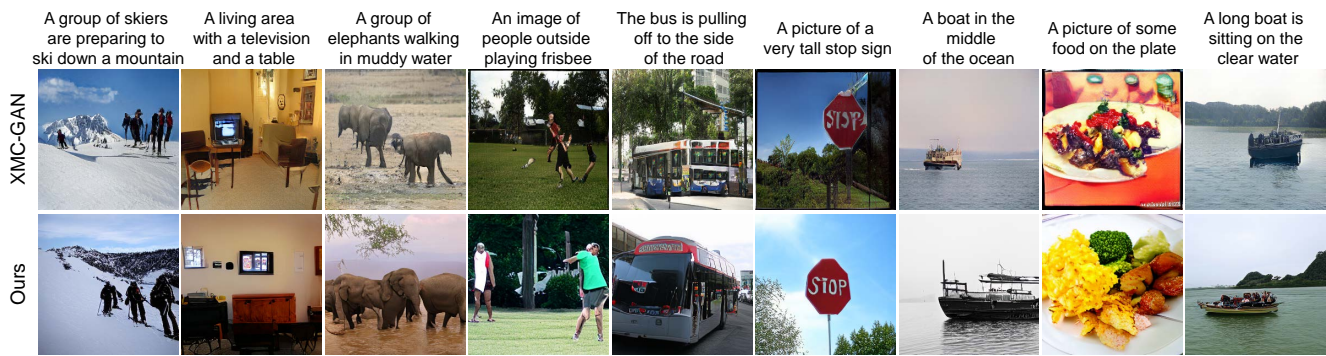 A group of skiers
are preparing to
ski down a mountain
A living area
with a television
and a table
A group of
elephants walking
in muddy water
An image of
people outside
playing frisbee
The bus is pulling
off to the side
of the road
A picture of a
very tall stop sign
A boat in the
middle
of the ocean
A picture of some
food on the plate
A long boat is
sitting on the
clear water
XMC-GAN
STOP
Ours
STOP